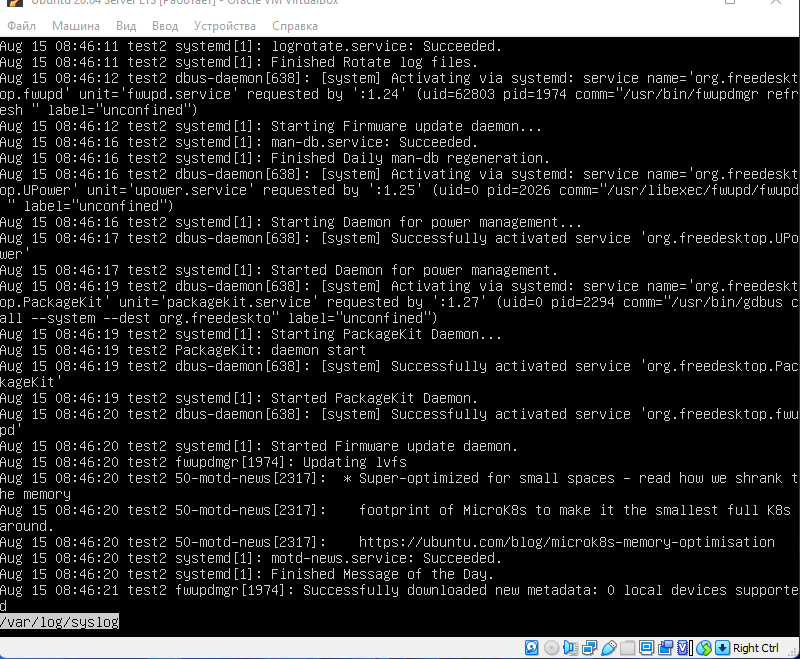 Ubuntu 20.04 Server LTS [Работает] - Oracle VM VirtualBox
Файл Машина Вид Ввод Устройства Справка
Aug 15 08:46:11 test2 systemd[1]: logrotate.service: Succeeded.
Aug 15 08:46:11 test2 systemd[1]: Finished Rotate log files.
Aug 15 08:46:12 test2 dbus-daemon[638]: [system] Activating via systemd: service name='org.freedeskt
op.fwupd' unit='fwupd.service' requested by ':1.24' (uid=62803 pid=1974 comm="/usr/bin/fwupdmgr refr
esh " label="unconfined")
Aug 15 08:46:12 test2 systemd[1]: Starting Firmware update daemon...
Aug 15 08:46:16 test2 systemd[1]: man-db.service: Succeeded.
Aug 15 08:46:16 test2 systemd[1]: Finished Daily man-db regeneration.
Aug 15 08:46:16 test2 dbus-daemon[638]: [system] Activating via systemd: service name='org.freedeskt
op.UPower' unit='upower.service' requested by ':1.25' (uid=0 pid=2026 comm="/usr/libexec/fwupd/fwupd
" label="unconfined")
Aug 15 08:46:16 test2 systemd[1]: Starting Daemon for power management...
Aug 15 08:46:17 test2 dbus-daemon[638]: [system] Successfully activated service 'org.freedesktop.UPo
wer'
Aug 15 08:46:17 test2 systemd[1]: Started Daemon for power management.
Aug 15 08:46:19 test2 dbus-daemon[638]: [system] Activating via systemd: service name='org.freedeskt
op.PackageKit' unit='packagekit.service' requested by ':1.27' (uid=0 pid=2294 comm="/usr/bin/gdbus c
all --system --dest org.freedeskto" label="unconfined")
Aug 15 08:46:19 test2 systemd[1]: Starting PackageKit Daemon...
Aug 15 08:46:19 test2 PackageKit: daemon start
Aug 15 08:46:19 test2 dbus-daemon[638]: [system] Successfully activated service 'org.freedesktop.Pac
kageKit'
Aug 15 08:46:19 test2 systemd[1]: Started PackageKit Daemon.
Aug 15 08:46:20 test2 dbus-daemon[638]: [system] Successfully activated service 'org.freedesktop.fwu
pd'
Aug 15 08:46:20 test2 systemd[1]: Started Firmware update daemon.
Aug 15 08:46:20 test2 fwupdmgr[1974]: Updating lvfs
Aug 15 08:46:20 test2 50-motd-news[2317]:  * Super-optimized for small spaces - read how we shrank t
he memory
Aug 15 08:46:20 test2 50-motd-news[2317]:    footprint of MicroK8s to make it the smallest full K8s
around.
Aug 15 08:46:20 test2 50-motd-news[2317]:    https://ubuntu.com/blog/microk8s-memory-optimisation
Aug 15 08:46:20 test2 systemd[1]: motd-news.service: Succeeded.
Aug 15 08:46:20 test2 systemd[1]: Finished Message of the Day.
Aug 15 08:46:21 test2 fwupdmgr[1974]: Successfully downloaded new metadata: 0 local devices supporte
d
/var/log/syslog
Right Ctrl